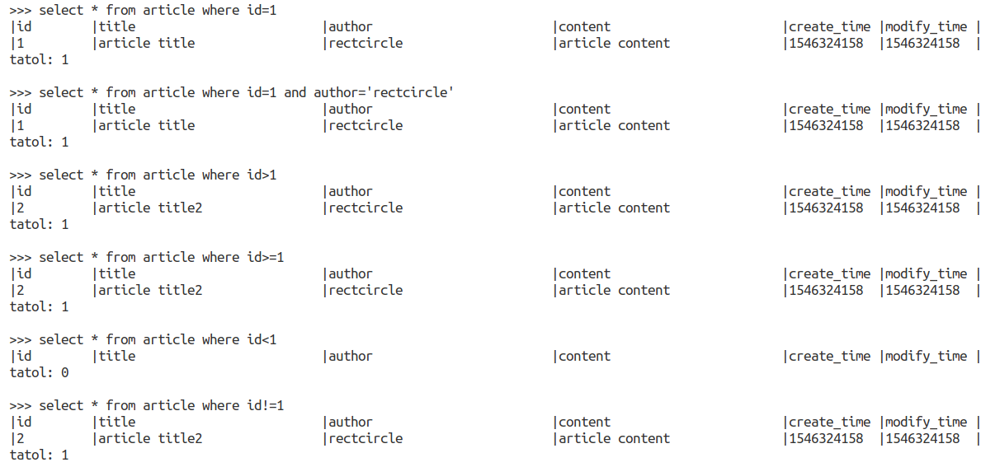 >>> select * from article where id=1
|id        |title                         |author                        |content                       |create_time |modify_time |
|1         |article title                 |rectcircle                    |article content               |1546324158  |1546324158  |
tatol: 1

>>> select * from article where id=1 and author='rectcircle'
|id        |title                         |author                        |content                       |create_time |modify_time |
|1         |article title                 |rectcircle                    |article content               |1546324158  |1546324158  |
tatol: 1

>>> select * from article where id>1
|id        |title                         |author                        |content                       |create_time |modify_time |
|2         |article title2                |rectcircle                    |article content               |1546324158  |1546324158  |
tatol: 1

>>> select * from article where id>=1
|id        |title                         |author                        |content                       |create_time |modify_time |
|2         |article title2                |rectcircle                    |article content               |1546324158  |1546324158  |
tatol: 1

>>> select * from article where id<1
|id        |title                         |author                        |content                       |create_time |modify_time |
tatol: 0

>>> select * from article where id!=1
|id        |title                         |author                        |content                       |create_time |modify_time |
|2         |article title2                |rectcircle                    |article content               |1546324158  |1546324158  |
tatol: 1